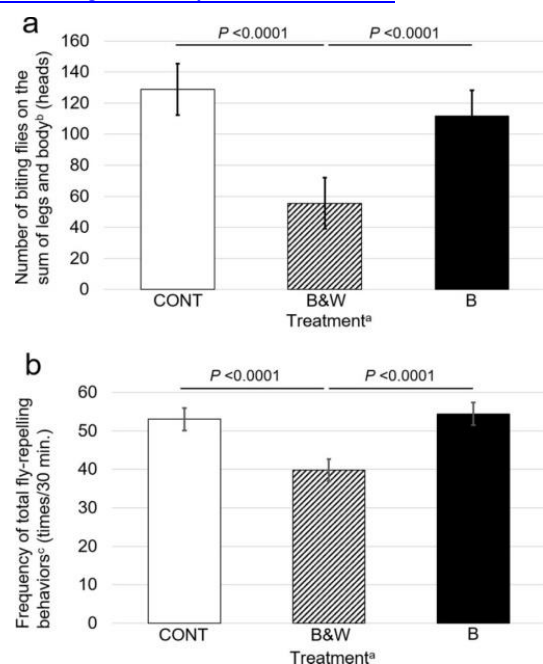 a
P <0.0001 P <0.0001
Number of biting flies on the
sum of legs and bodyᵇ (heads)
160
140
120
100
80
60
40
20
0
CONT B&W B
Treatmentᵃ
b
P <0.0001 P <0.0001
Frequency of total fly-repelling
behaviorsᶜ (times/30 min.)
60
50
40
30
20
10
0
CONT B&W B
Treatmentᵃ